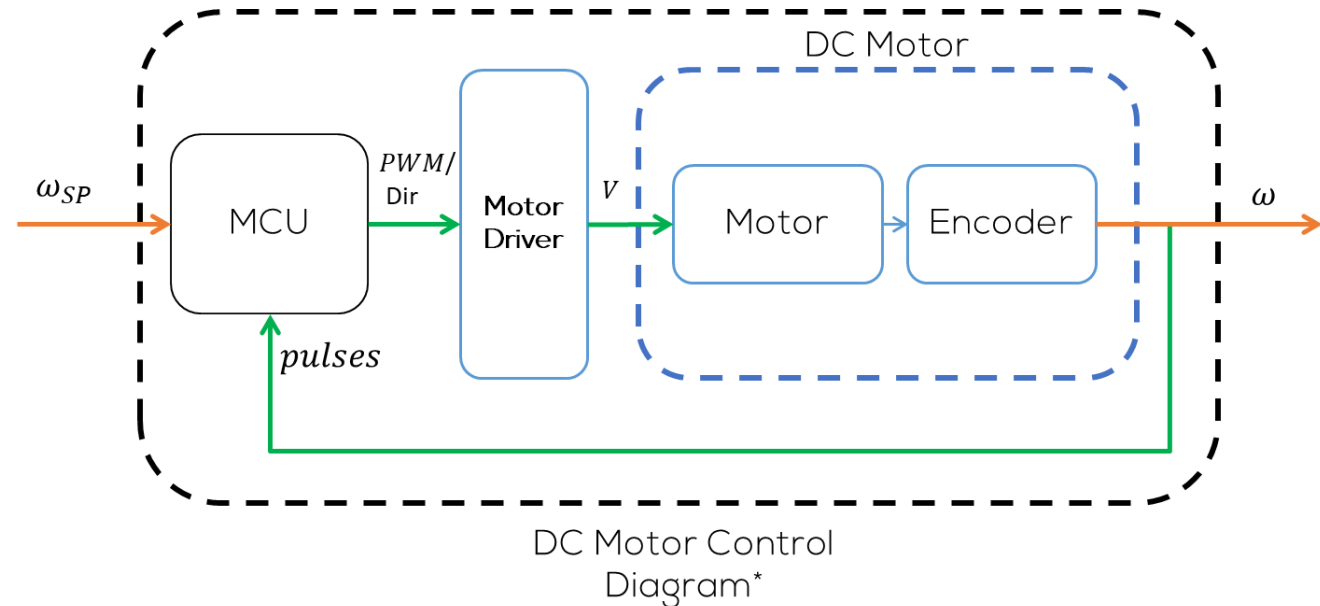 DC Motor
ω_SP
MCU
PWM/
Dir
Motor
Driver
V
Motor
Encoder
ω
pulses
DC Motor Control
Diagram*